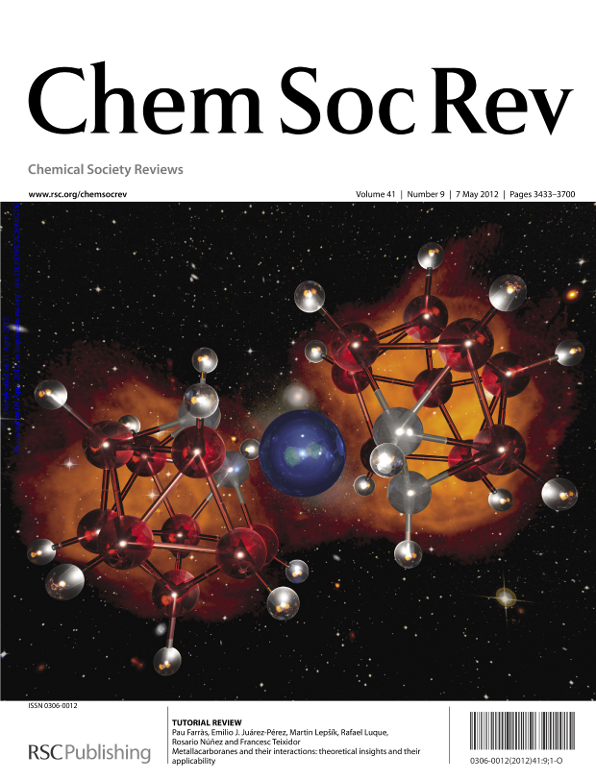 Chem Soc Rev
Chemical Society Reviews
www.rsc.org/chemsocrev
Volume 41 | Number 9 | 7 May 2012 | Pages 3433–3700
ISSN 0306-0012
TUTORIAL REVIEW
Pau Farràs, Emilio J. Juárez-Pérez, Martin Lepšík, Rafael Luque,
Rosario Núñez and Francesc Teixidor
Metallacarboranes and their interactions: theoretical insights and their
applicability
RSCPublishing
0306-0012(2012)41:9;1-O